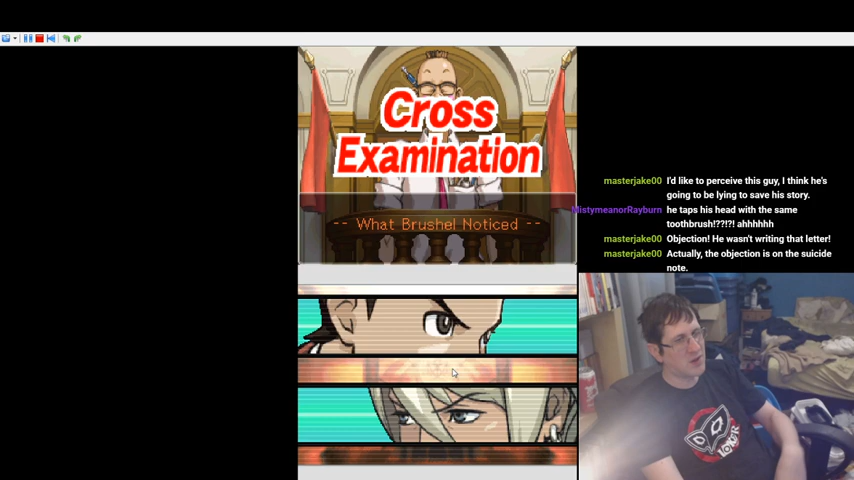 Cross
Examination
-- What Brushel Noticed --
masterjake00 I'd like to perceive this guy, I think he's
going to be lying to save his story.
MistymeanorRayburn he taps his head with the same
toothbrush!??!?! ahhhhhh
masterjake00 Objection! He wasn't writing that letter!
masterjake00 Actually, the objection is on the suicide
note.